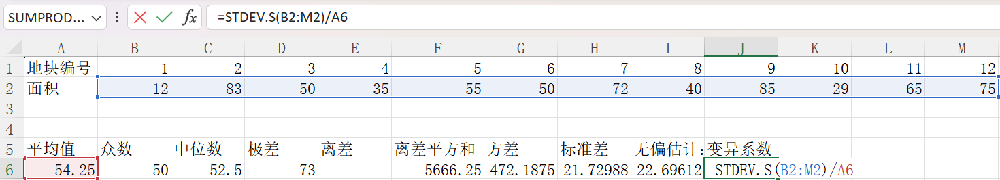 SUMPROD... fx =STDEV.S(B2:M2)/A6
A B C D E F G H I J K L M
1 地块编号 1 2 3 4 5 6 7 8 9 10 11 12
2 面积 12 83 50 35 55 50 72 40 85 29 65 75
3
4
5 平均值 众数 中位数 极差 离差 离差平方和 方差 标准差 无偏估计: 变异系数
6 54.25 50 52.5 73 5666.25 472.1875 21.72988 22.69612 =STDEV.S(B2:M2)/A6